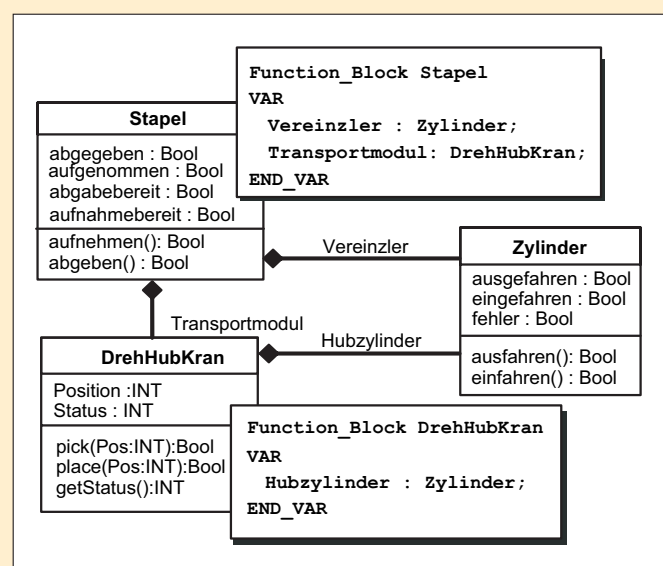 Function_Block Stapel
VAR
Vereinzler : Zylinder;
Transportmodul: DrehHubKran;
END_VAR
Stapel
abgegeben : Bool
aufgenommen : Bool
abgabebereit : Bool
aufnahmebereit : Bool
aufnehmen(): Bool
abgeben() : Bool
Vereinzler
Zylinder
ausgefahren : Bool
eingefahren : Bool
fehler : Bool
ausfahren(): Bool
einfahren() : Bool
Transportmodul
Hubzylinder
DrehHubKran
Position :INT
Status : INT
pick(Pos:INT):Bool
place(Pos:INT):Bool
getStatus():INT
Function_Block DrehHubKran
VAR
Hubzylinder : Zylinder;
END_VAR